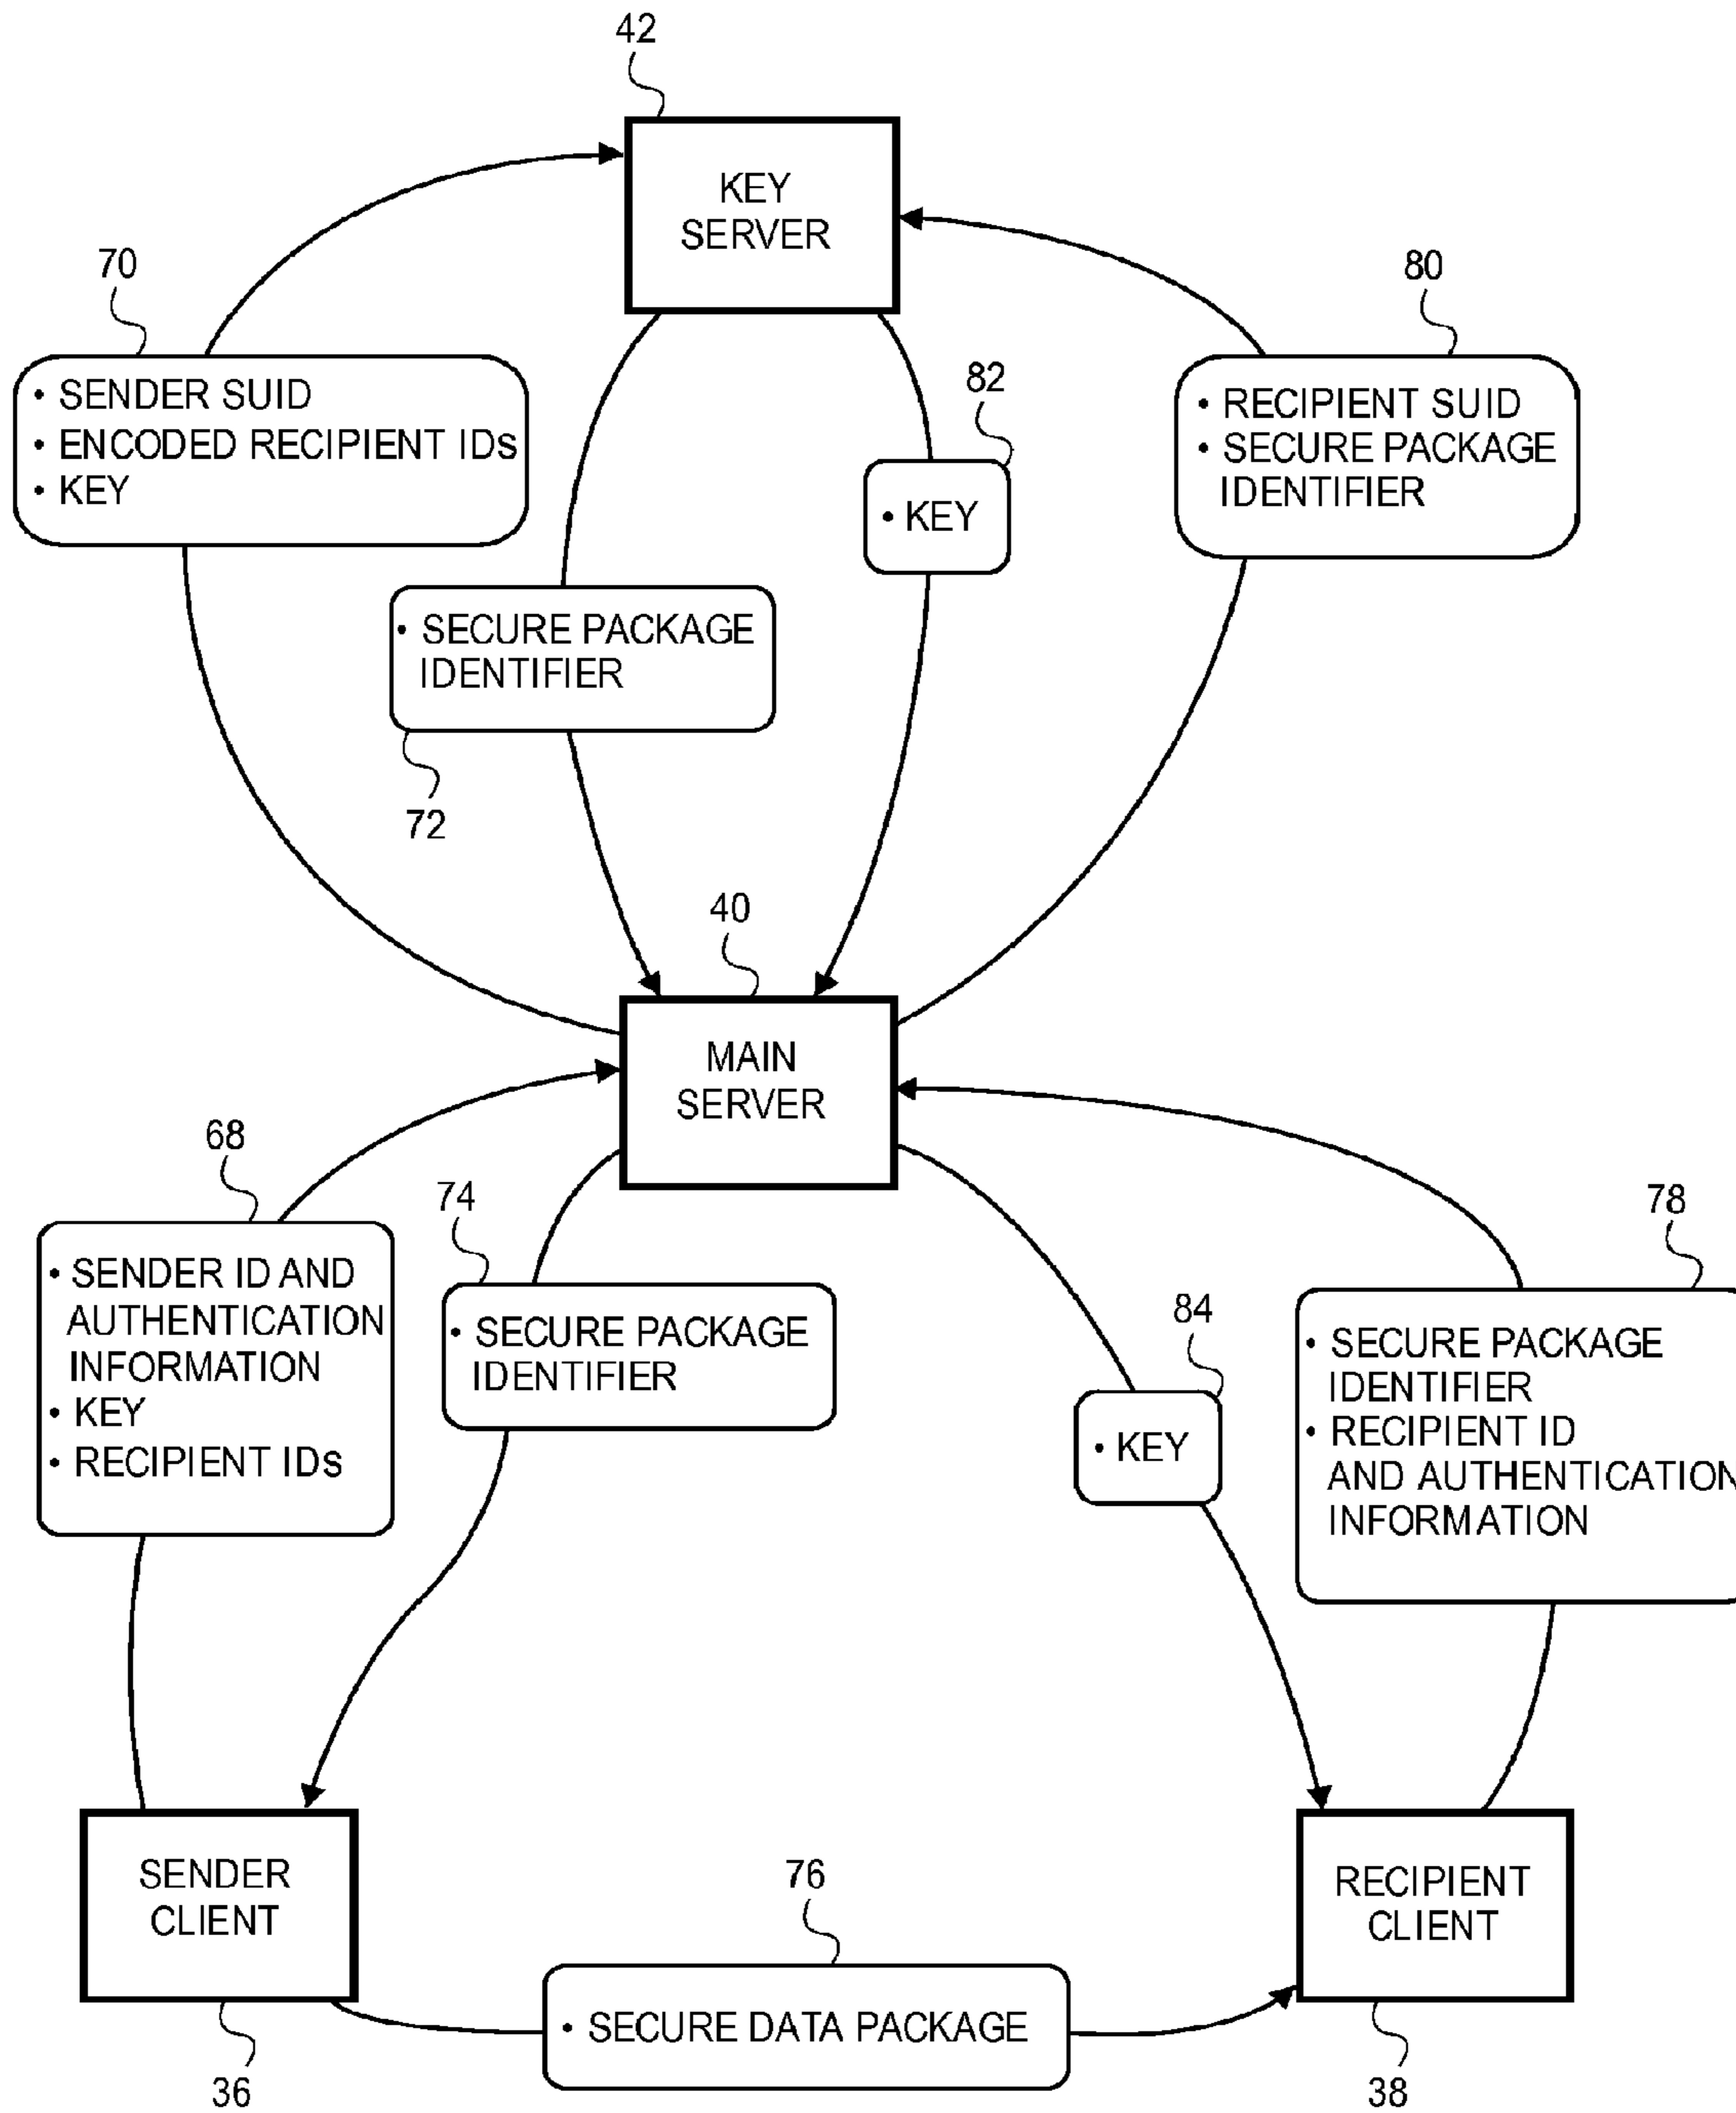 42
KEY
SERVER
70
80
• SENDER SUID
• ENCODED RECIPIENT IDs
• KEY
82
• KEY
• RECIPIENT SUID
• SECURE PACKAGE
IDENTIFIER
• SECURE PACKAGE
IDENTIFIER
72
40
MAIN
SERVER
68
74
78
• SENDER ID AND
AUTHENTICATION
INFORMATION
• KEY
• RECIPIENT IDs
• SECURE PACKAGE
IDENTIFIER
84
• KEY
• SECURE PACKAGE
IDENTIFIER
• RECIPIENT ID
AND AUTHENTICATION
INFORMATION
SENDER
CLIENT
76
RECIPIENT
CLIENT
• SECURE DATA PACKAGE
36
38